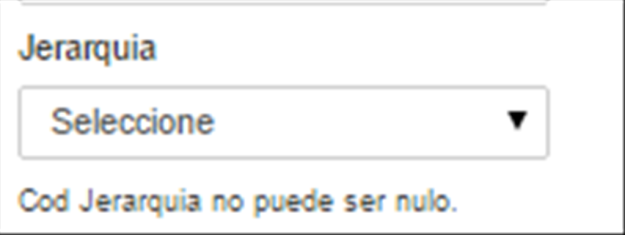 Jerarquia
Seleccione
Cod Jerarquia no puede ser nulo.